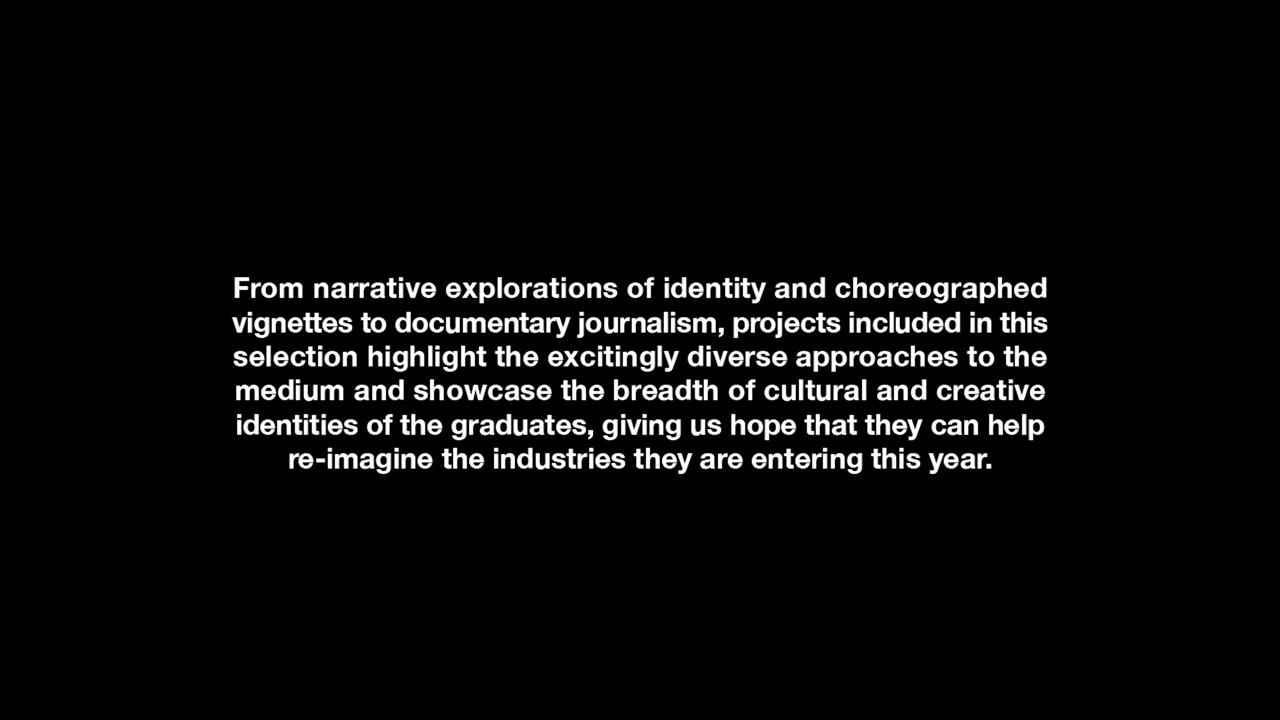 From narrative explorations of identity and choreographed
vignettes to documentary journalism, projects included in this
selection highlight the excitingly diverse approaches to the
medium and showcase the breadth of cultural and creative
identities of the graduates, giving us hope that they can help
re-imagine the industries they are entering this year.